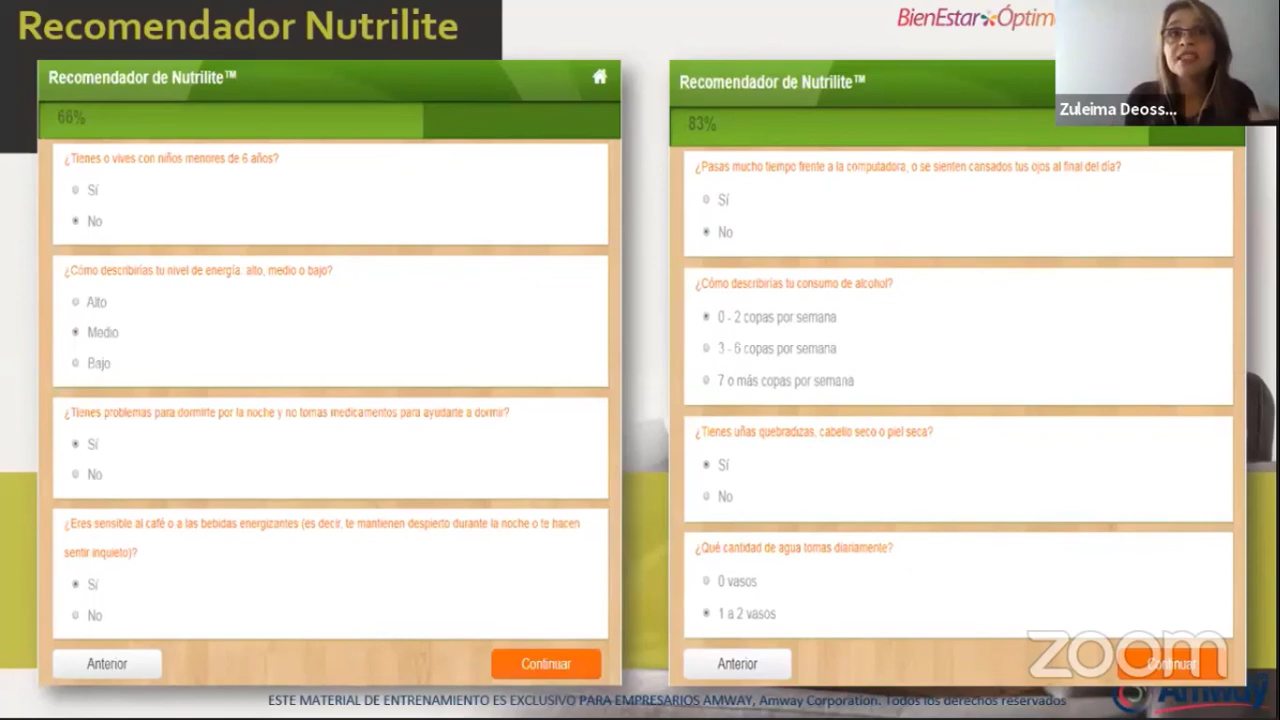 Recomendador Nutrilite
BienEstar Óptim
Zuleima Deoss...
Recomendador de Nutrilite™
66%
¿Tienes o vives con niños menores de 6 años?
Sí
No
¿Cómo describirías tu nivel de energía, alto, medio o bajo?
Alto
Medio
Bajo
¿Tienes problemas para dormirte por la noche y no tomas medicamentos para ayudarte a dormir?
Sí
No
¿Eres sensible al café o a las bebidas energizantes (es decir, te mantienen despierto durante la noche o te hacen
sentir inquieto)?
Sí
No
Anterior
Continuar
Recomendador de Nutrilite™
83%
¿Pasas mucho tiempo frente a la computadora, o se sienten cansados tus ojos al final del día?
Sí
No
¿Cómo describirías tu consumo de alcohol?
0 - 2 copas por semana
3 - 6 copas por semana
7 o más copas por semana
¿Tienes uñas quebradizas, cabello seco o piel seca?
Sí
No
¿Qué cantidad de agua tomas diariamente?
0 vasos
1 a 2 vasos
Anterior
Continuar
zoom
ESTE MATERIAL DE ENTRENAMIENTO ES EXCLUSIVO PARA EMPRESARIOS AMWAY, Amway Corporation. Todos los derechos reservados
Amway